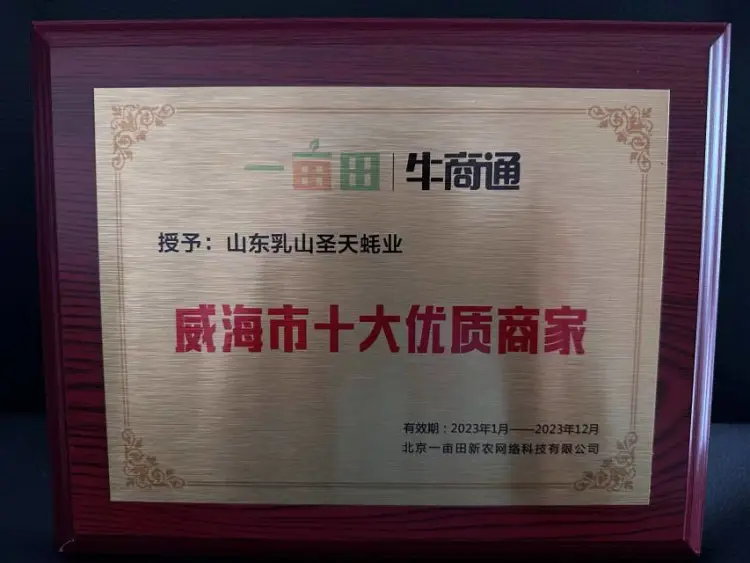 一亩田 | 牛商通
授予：山东乳山圣天蚝业
威海市十大优质商家
有效期：2023年1月——2023年12月
北京一亩田新农网络科技有限公司